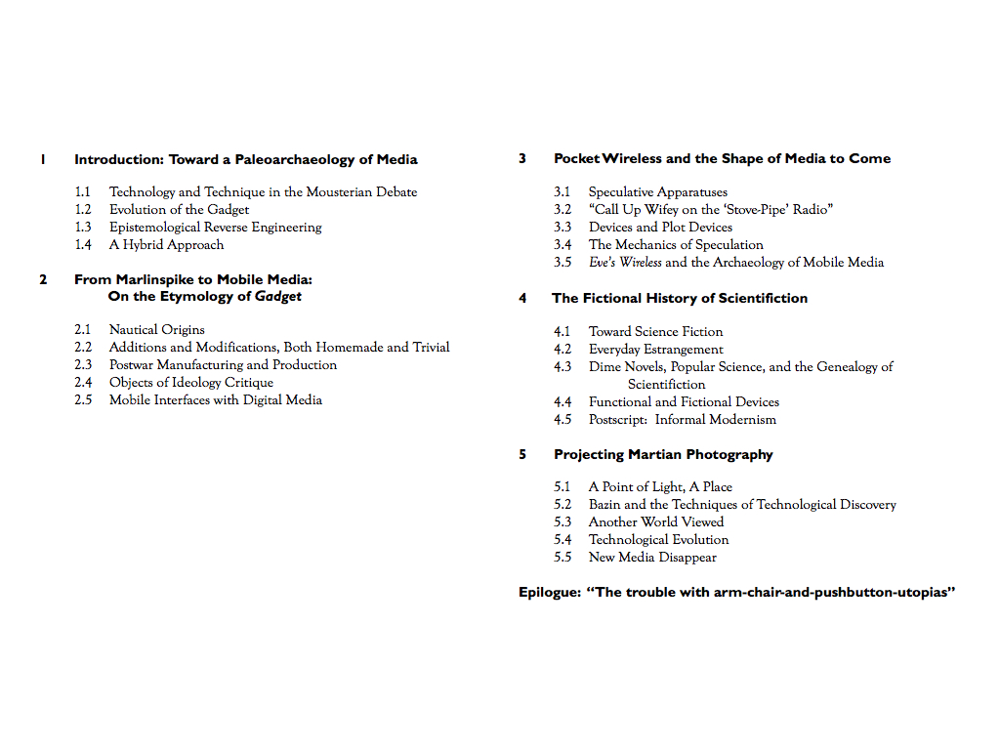 1 Introduction: Toward a Paleoarchaeology of Media
1.1 Technology and Technique in the Mousterian Debate
1.2 Evolution of the Gadget
1.3 Epistemological Reverse Engineering
1.4 A Hybrid Approach
2 From Marlinspike to Mobile Media:
On the Etymology of Gadget
2.1 Nautical Origins
2.2 Additions and Modifications, Both Homemade and Trivial
2.3 Postwar Manufacturing and Production
2.4 Objects of Ideology Critique
2.5 Mobile Interfaces with Digital Media
3 Pocket Wireless and the Shape of Media to Come
3.1 Speculative Apparatuses
3.2 “Call Up Wifey on the ‘Stove-Pipe’ Radio”
3.3 Devices and Plot Devices
3.4 The Mechanics of Speculation
3.5 Eve’s Wireless and the Archaeology of Mobile Media
4 The Fictional History of Scientifiction
4.1 Toward Science Fiction
4.2 Everyday Estrangement
4.3 Dime Novels, Popular Science, and the Genealogy of
Scientifiction
4.4 Functional and Fictional Devices
4.5 Postscript: Informal Modernism
5 Projecting Martian Photography
5.1 A Point of Light, A Place
5.2 Bazin and the Techniques of Technological Discovery
5.3 Another World Viewed
5.4 Technological Evolution
5.5 New Media Disappear
Epilogue: “The trouble with arm-chair-and-pushbutton-utopias”